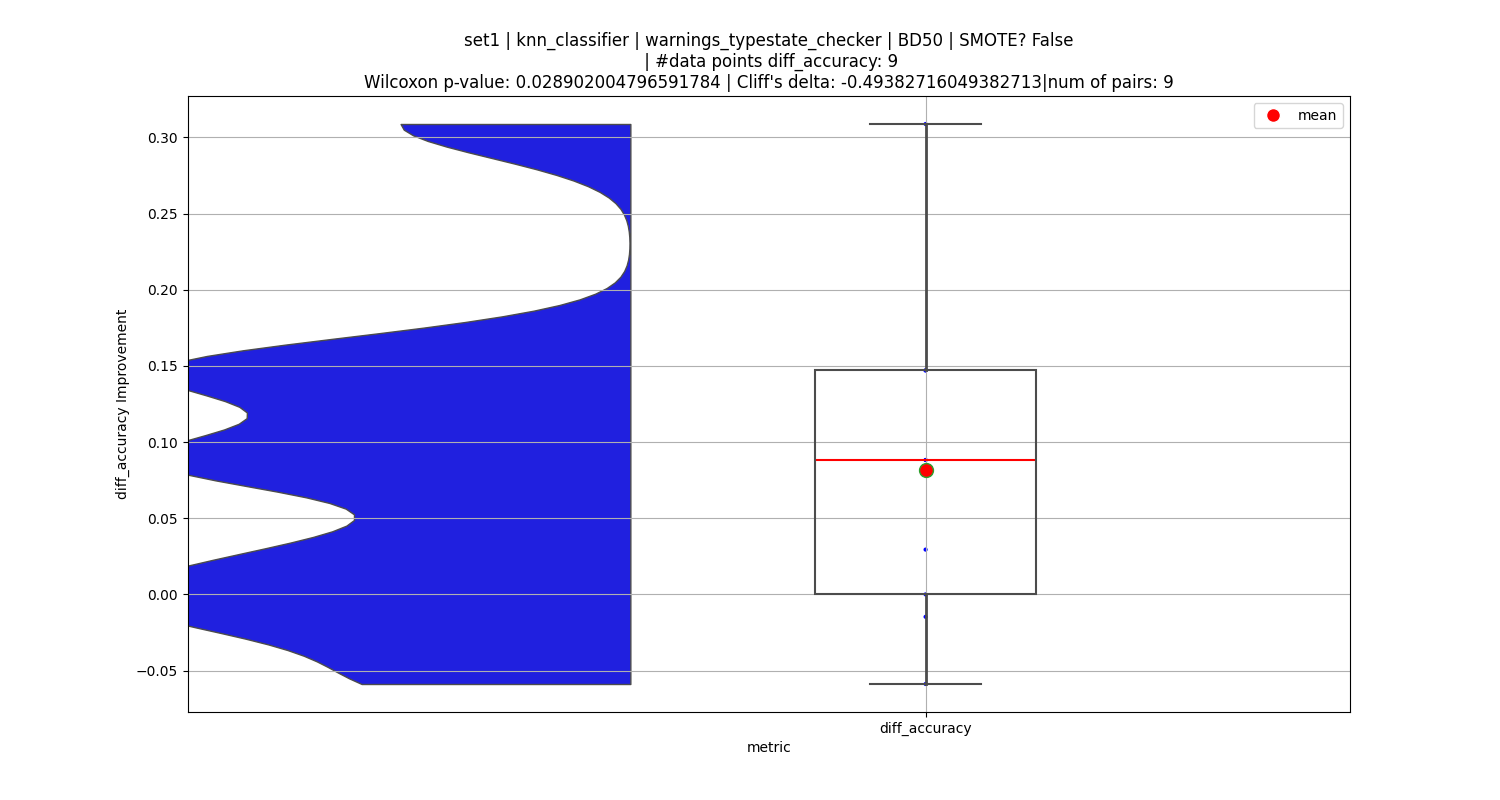 set1 | knn_classifier | warnings_typestate_checker | BD50 | SMOTE? False
| #data points diff_accuracy: 9
Wilcoxon p-value: 0.028902004796591784 | Cliff's delta: -0.49382716049382713|num of pairs: 9
mean
0.30
0.25
0.20
0.15
0.10
0.05
0.00
−0.05
diff_accuracy Improvement
diff_accuracy
metric